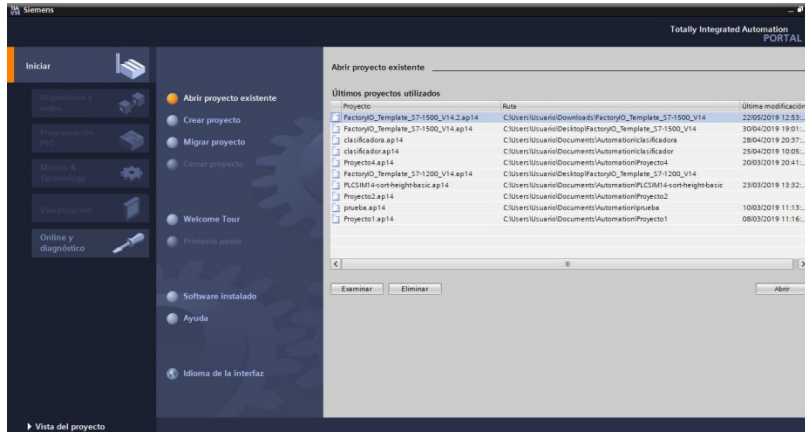 Siemens
Totally Integrated Automation
PORTAL
Iniciar
Dispositivos y
redes
Programación
PLC
Motion &
Technology
Visualización
Online y
diagnóstico
Abrir proyecto existente
Crear proyecto
Migrar proyecto
Cerrar proyecto
Welcome Tour
Primeros pasos
Software instalado
Ayuda
Idioma de la interfaz
Abrir proyecto existente
Últimos proyectos utilizados
Proyecto Ruta Última modificación
FactoryIO_Template_S7-1500_V14.2.ap14 C:\Users\Usuario\Downloads\FactoryIO_Template_S7-1500_V14 22/05/2019 12:53:...
FactoryIO_Template_S7-1500_V14.ap14 C:\Users\Usuario\Desktop\FactoryIO_Template_S7-1500_V14 30/04/2019 19:01:...
clasificadora.ap14 C:\Users\Usuario\Documents\Automation\clasificadora 28/04/2019 20:37:...
clasificador.ap14 C:\Users\Usuario\Documents\Automation\clasificador 25/04/2019 10:05:...
Proyecto4.ap14 C:\Users\Usuario\Documents\Automation\Proyecto4 20/03/2019 20:41:...
FactoryIO_Template_S7-1200_V14.ap14 C:\Users\Usuario\Desktop\FactoryIO_Template_S7-1200_V14
PLCSIM14-sort-height-basic.ap14 C:\Users\Usuario\Documents\Automation\PLCSIM14-sort-height-basic 23/03/2019 13:32:...
Proyecto2.ap14 C:\Users\Usuario\Documents\Automation\Proyecto2
prueba.ap14 C:\Users\Usuario\Documents\Automation\prueba 10/03/2019 11:13:...
Proyecto1.ap14 C:\Users\Usuario\Documents\Automation\Proyecto1 08/03/2019 11:16:...
Examinar Eliminar Abrir
Vista del proyecto